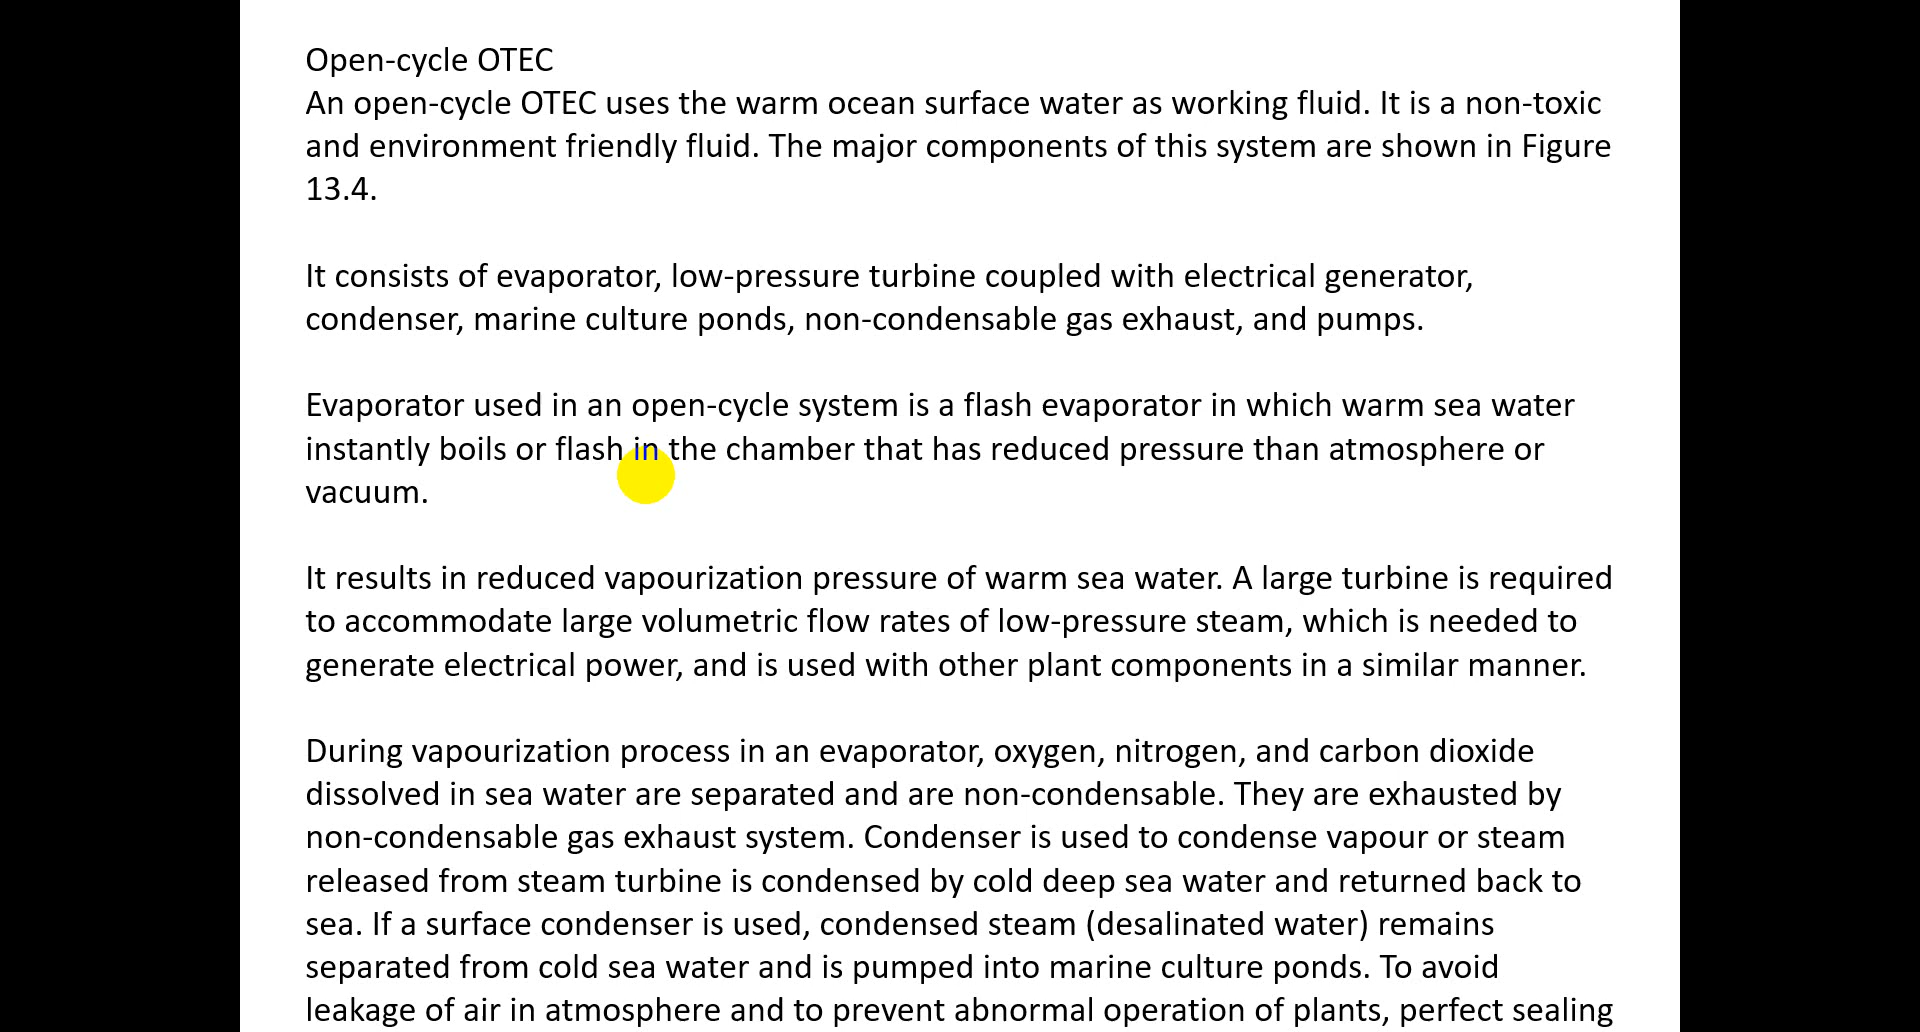 Open-cycle OTEC
An open-cycle OTEC uses the warm ocean surface water as working fluid. It is a non-toxic
and environment friendly fluid. The major components of this system are shown in Figure
13.4.
It consists of evaporator, low-pressure turbine coupled with electrical generator,
condenser, marine culture ponds, non-condensable gas exhaust, and pumps.
Evaporator used in an open-cycle system is a flash evaporator in which warm sea water
instantly boils or flash in the chamber that has reduced pressure than atmosphere or
vacuum.
It results in reduced vapourization pressure of warm sea water. A large turbine is required
to accommodate large volumetric flow rates of low-pressure steam, which is needed to
generate electrical power, and is used with other plant components in a similar manner.
During vapourization process in an evaporator, oxygen, nitrogen, and carbon dioxide
dissolved in sea water are separated and are non-condensable. They are exhausted by
non-condensable gas exhaust system. Condenser is used to condense vapour or steam
released from steam turbine is condensed by cold deep sea water and returned back to
sea. If a surface condenser is used, condensed steam (desalinated water) remains
separated from cold sea water and is pumped into marine culture ponds. To avoid
leakage of air in atmosphere and to prevent abnormal operation of plants, perfect sealing